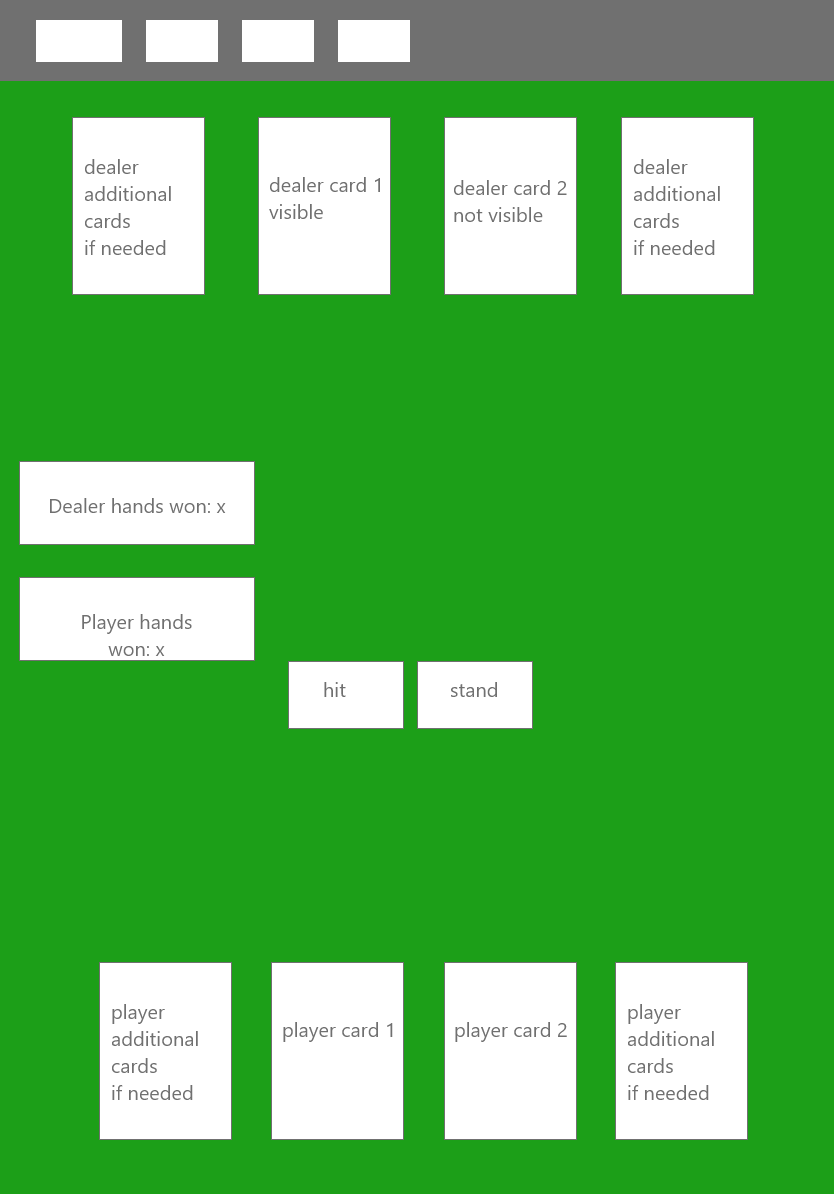 dealer
additional
cards
if needed
dealer card 1
visible
dealer card 2
not visible
dealer
additional
cards
if needed
Dealer hands won: x
Player hands
won: x
hit
stand
player
additional
cards
if needed
player card 1
player card 2
player
additional
cards
if needed